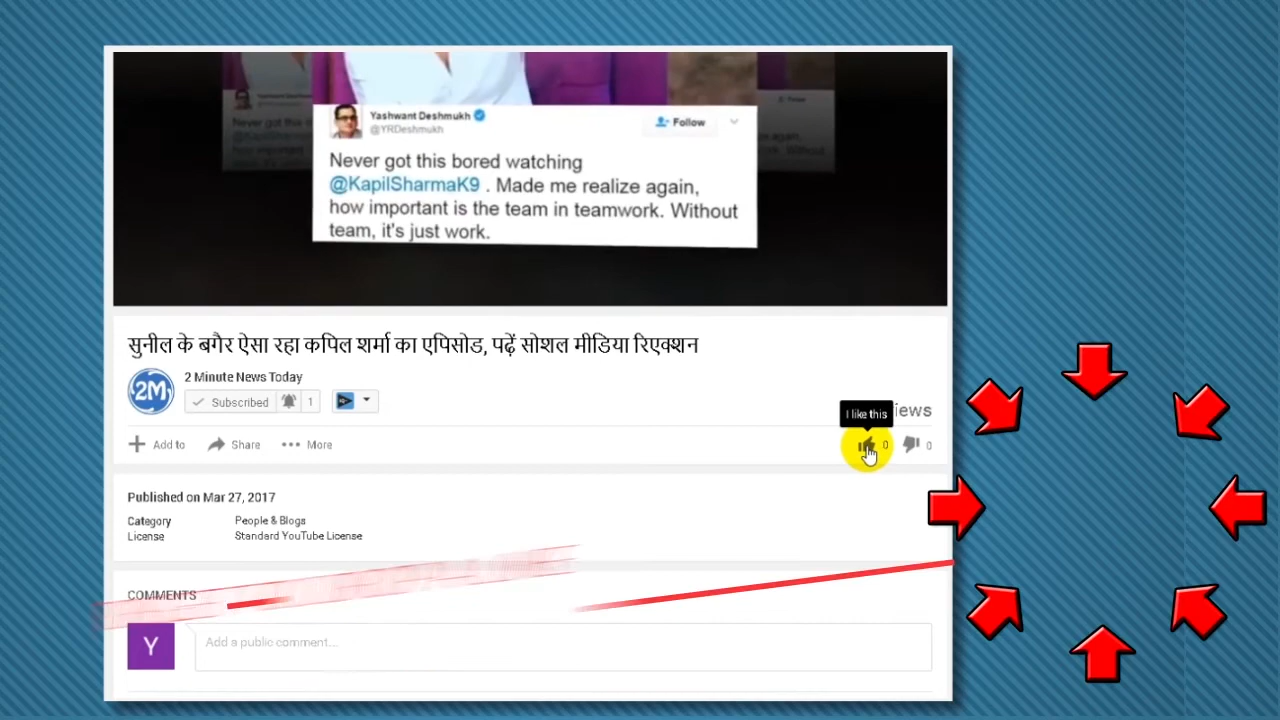 Yashwant Deshmukh
@YRDeshmukh
Follow
Never got this bored watching
@KapilSharmaK9 . Made me realize again,
how important is the team in teamwork. Without
team, it's just work.
सुनील के बगैर ऐसा रहा कपिल शर्मा का एपिसोड, पढ़ें सोशल मीडिया रिएक्शन
2M
2 Minute News Today
Subscribed 1
I like this
iews
Add to Share More 0 0
Published on Mar 27, 2017
Category People & Blogs
License Standard YouTube License
COMMENTS
Y
Add a public comment...